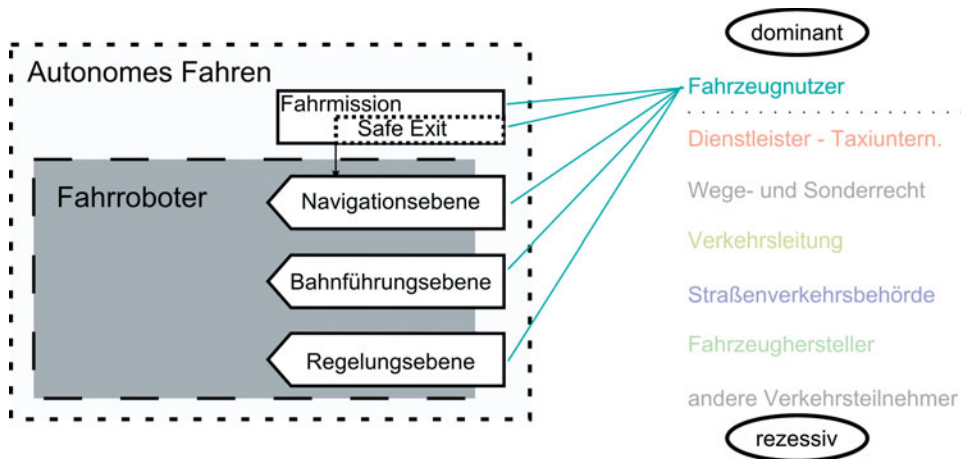 Autonomes Fahren
Fahrmission
Safe Exit
Fahrroboter
Navigationsebene
Bahnführungsebene
Regelungsebene
dominant
Fahrzeugnutzer
Dienstleister - Taxiuntern.
Wege- und Sonderrecht
Verkehrsleitung
Straßenverkehrsbehörde
Fahrzeughersteller
andere Verkehrsteilnehmer
rezessiv